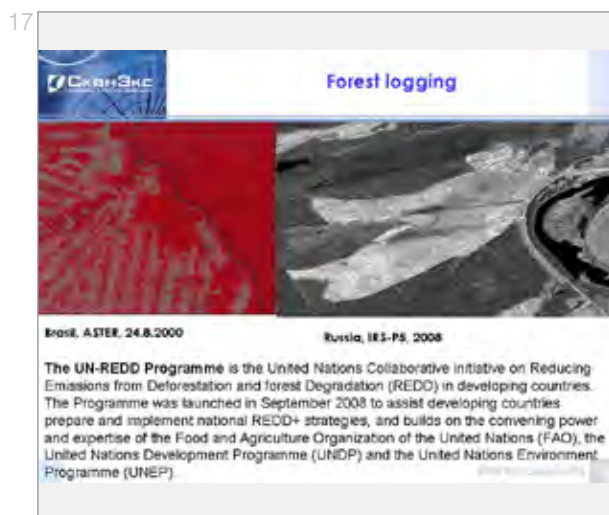 17
СканЭкс
Forest logging
Brasil, ASTER, 24.8.2000
Russia, IRS-P5, 2008
The UN-REDD Programme is the United Nations Collaborative initiative on Reducing
Emissions from Deforestation and forest Degradation (REDD) in developing countries.
The Programme was launched in September 2008 to assist developing countries
prepare and implement national REDD+ strategies, and builds on the convening power
and expertise of the Food and Agriculture Organization of the United Nations (FAO), the
United Nations Development Programme (UNDP) and the United Nations Environment
Programme (UNEP).